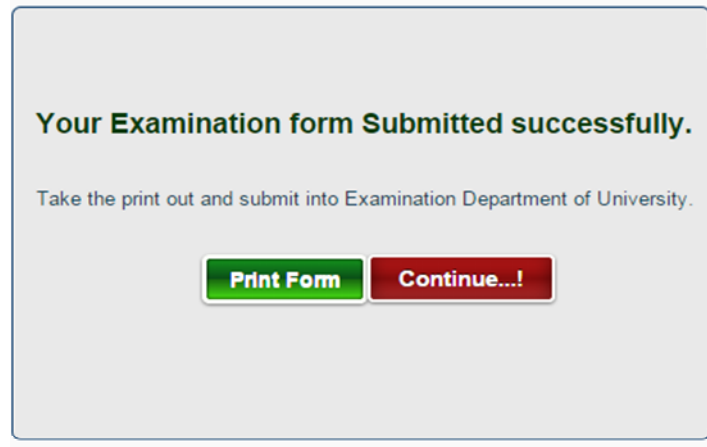 Your Examination form Submitted successfully.
Take the print out and submit into Examination Department of University.
Print Form Continue...!